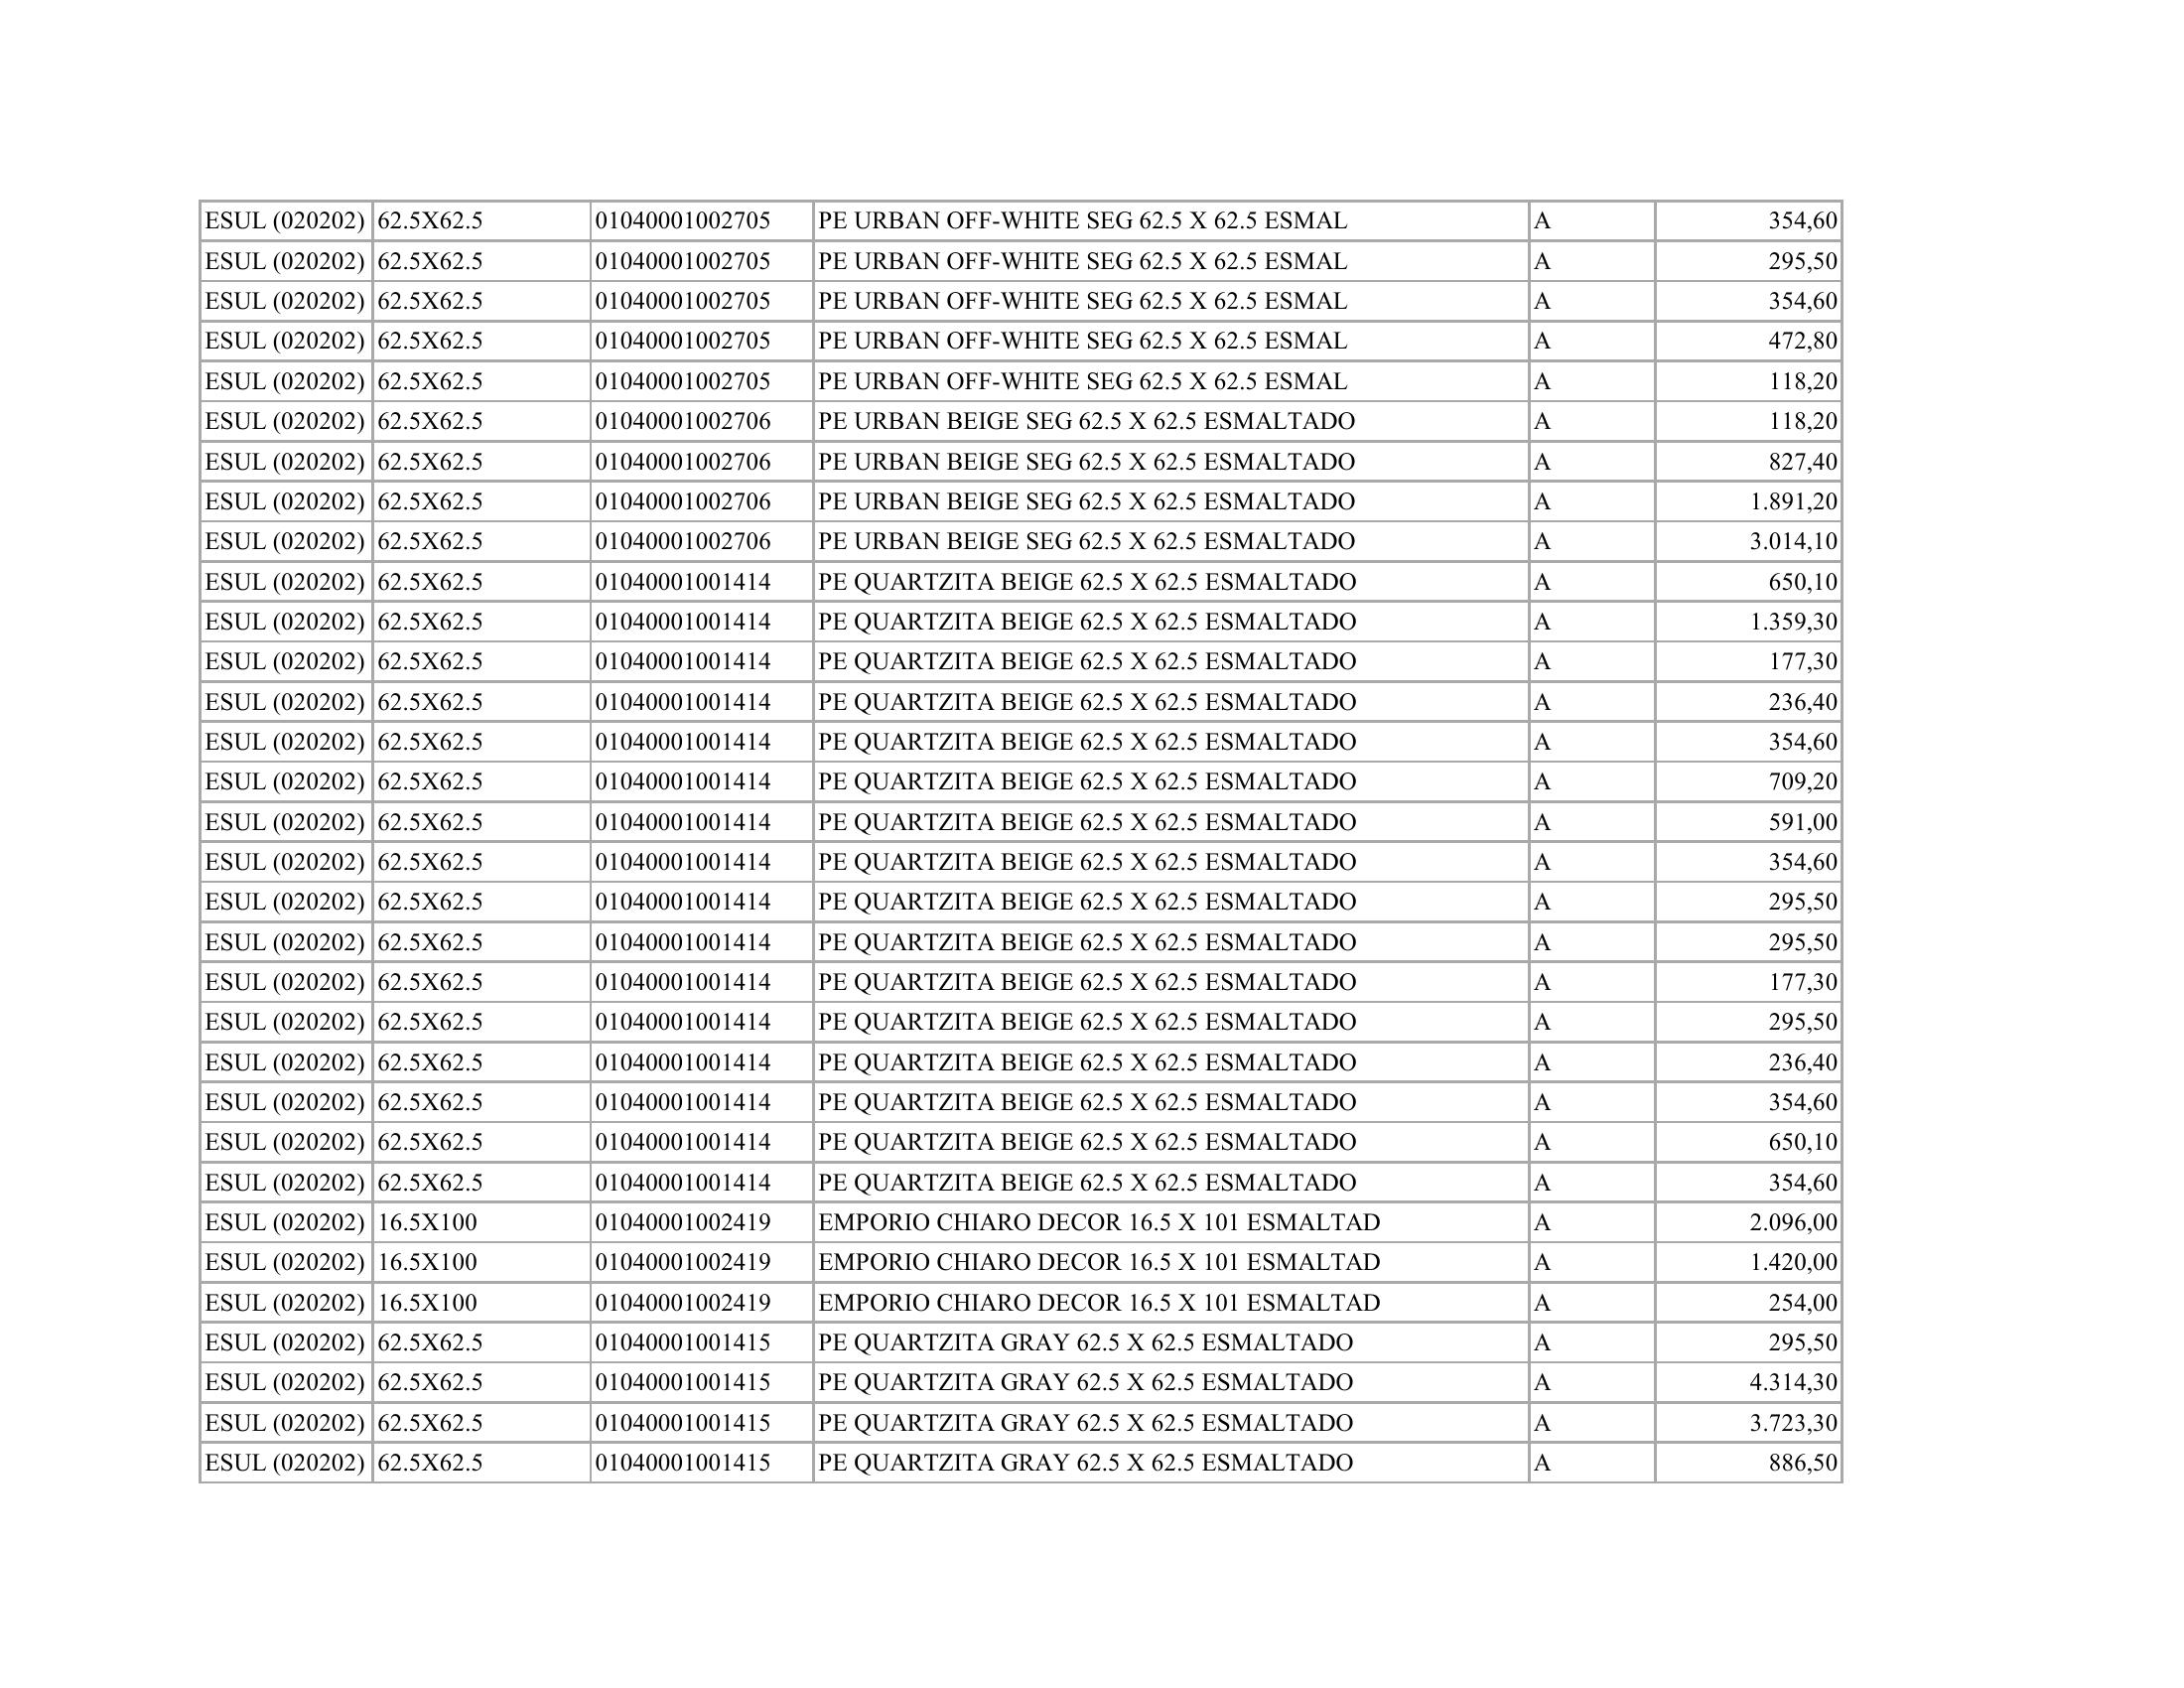 ESUL (020202) 62.5X62.5 01040001002705 PE URBAN OFF-WHITE SEG 62.5 X 62.5 ESMAL A 354,60
ESUL (020202) 62.5X62.5 01040001002705 PE URBAN OFF-WHITE SEG 62.5 X 62.5 ESMAL A 295,50
ESUL (020202) 62.5X62.5 01040001002705 PE URBAN OFF-WHITE SEG 62.5 X 62.5 ESMAL A 354,60
ESUL (020202) 62.5X62.5 01040001002705 PE URBAN OFF-WHITE SEG 62.5 X 62.5 ESMAL A 472,80
ESUL (020202) 62.5X62.5 01040001002705 PE URBAN OFF-WHITE SEG 62.5 X 62.5 ESMAL A 118,20
ESUL (020202) 62.5X62.5 01040001002706 PE URBAN BEIGE SEG 62.5 X 62.5 ESMALTADO A 118,20
ESUL (020202) 62.5X62.5 01040001002706 PE URBAN BEIGE SEG 62.5 X 62.5 ESMALTADO A 827,40
ESUL (020202) 62.5X62.5 01040001002706 PE URBAN BEIGE SEG 62.5 X 62.5 ESMALTADO A 1.891,20
ESUL (020202) 62.5X62.5 01040001002706 PE URBAN BEIGE SEG 62.5 X 62.5 ESMALTADO A 3.014,10
ESUL (020202) 62.5X62.5 01040001001414 PE QUARTZITA BEIGE 62.5 X 62.5 ESMALTADO A 650,10
ESUL (020202) 62.5X62.5 01040001001414 PE QUARTZITA BEIGE 62.5 X 62.5 ESMALTADO A 1.359,30
ESUL (020202) 62.5X62.5 01040001001414 PE QUARTZITA BEIGE 62.5 X 62.5 ESMALTADO A 177,30
ESUL (020202) 62.5X62.5 01040001001414 PE QUARTZITA BEIGE 62.5 X 62.5 ESMALTADO A 236,40
ESUL (020202) 62.5X62.5 01040001001414 PE QUARTZITA BEIGE 62.5 X 62.5 ESMALTADO A 354,60
ESUL (020202) 62.5X62.5 01040001001414 PE QUARTZITA BEIGE 62.5 X 62.5 ESMALTADO A 709,20
ESUL (020202) 62.5X62.5 01040001001414 PE QUARTZITA BEIGE 62.5 X 62.5 ESMALTADO A 591,00
ESUL (020202) 62.5X62.5 01040001001414 PE QUARTZITA BEIGE 62.5 X 62.5 ESMALTADO A 354,60
ESUL (020202) 62.5X62.5 01040001001414 PE QUARTZITA BEIGE 62.5 X 62.5 ESMALTADO A 295,50
ESUL (020202) 62.5X62.5 01040001001414 PE QUARTZITA BEIGE 62.5 X 62.5 ESMALTADO A 295,50
ESUL (020202) 62.5X62.5 01040001001414 PE QUARTZITA BEIGE 62.5 X 62.5 ESMALTADO A 177,30
ESUL (020202) 62.5X62.5 01040001001414 PE QUARTZITA BEIGE 62.5 X 62.5 ESMALTADO A 295,50
ESUL (020202) 62.5X62.5 01040001001414 PE QUARTZITA BEIGE 62.5 X 62.5 ESMALTADO A 236,40
ESUL (020202) 62.5X62.5 01040001001414 PE QUARTZITA BEIGE 62.5 X 62.5 ESMALTADO A 354,60
ESUL (020202) 62.5X62.5 01040001001414 PE QUARTZITA BEIGE 62.5 X 62.5 ESMALTADO A 650,10
ESUL (020202) 62.5X62.5 01040001001414 PE QUARTZITA BEIGE 62.5 X 62.5 ESMALTADO A 354,60
ESUL (020202) 16.5X100 01040001002419 EMPORIO CHIARO DECOR 16.5 X 101 ESMALTAD A 2.096,00
ESUL (020202) 16.5X100 01040001002419 EMPORIO CHIARO DECOR 16.5 X 101 ESMALTAD A 1.420,00
ESUL (020202) 16.5X100 01040001002419 EMPORIO CHIARO DECOR 16.5 X 101 ESMALTAD A 254,00
ESUL (020202) 62.5X62.5 01040001001415 PE QUARTZITA GRAY 62.5 X 62.5 ESMALTADO A 295,50
ESUL (020202) 62.5X62.5 01040001001415 PE QUARTZITA GRAY 62.5 X 62.5 ESMALTADO A 4.314,30
ESUL (020202) 62.5X62.5 01040001001415 PE QUARTZITA GRAY 62.5 X 62.5 ESMALTADO A 3.723,30
ESUL (020202) 62.5X62.5 01040001001415 PE QUARTZITA GRAY 62.5 X 62.5 ESMALTADO A 886,50